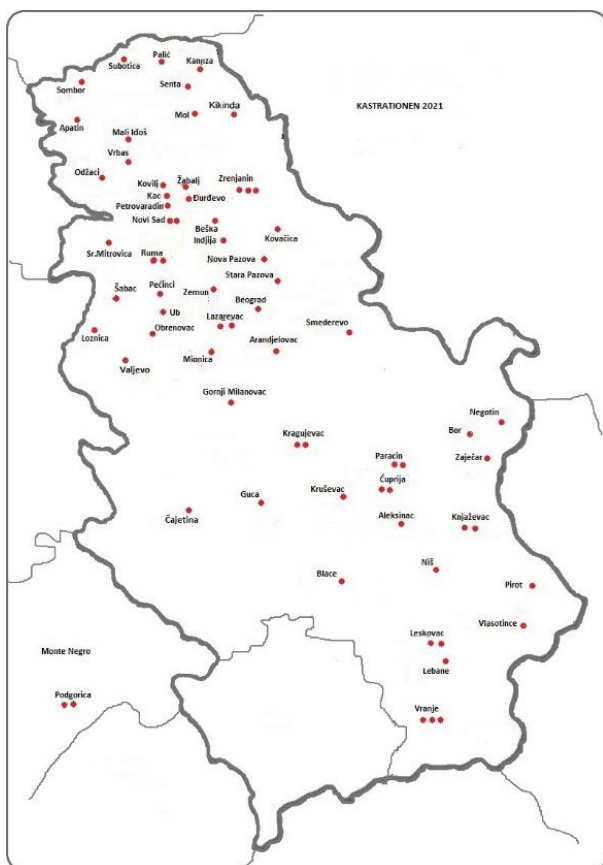 Palić
Subotica
Kanjiza
Sombor
Senta
KASTRATIONEN 2021
Kikinda
Mol
Apatin
Mali Idoš
Vrbas
Odžaci
Kovilj
Žabalj
Zrenjanin
Kac
Đurđevo
Petrovaradin
Novi Sad
Beška
Indjija
Kovačica
Sr.Mitrovica
Ruma
Nova Pazova
Stara Pazova
Pećinci
Zemun
Šabac
Beograd
Ub
Lazarevac
Smederevo
Loznica
Obrenovac
Arandjelovac
Mionica
Valjevo
Gornji Milanovac
Negotin
Bor
Kragujevac
Paracin
Zaječar
Ćuprija
Guca
Kruševac
Čajetina
Aleksinac
Knjaževac
Niš
Blace
Pirot
Vlasotince
Leskovac
Monte Negro
Lebane
Podgorica
Vranje